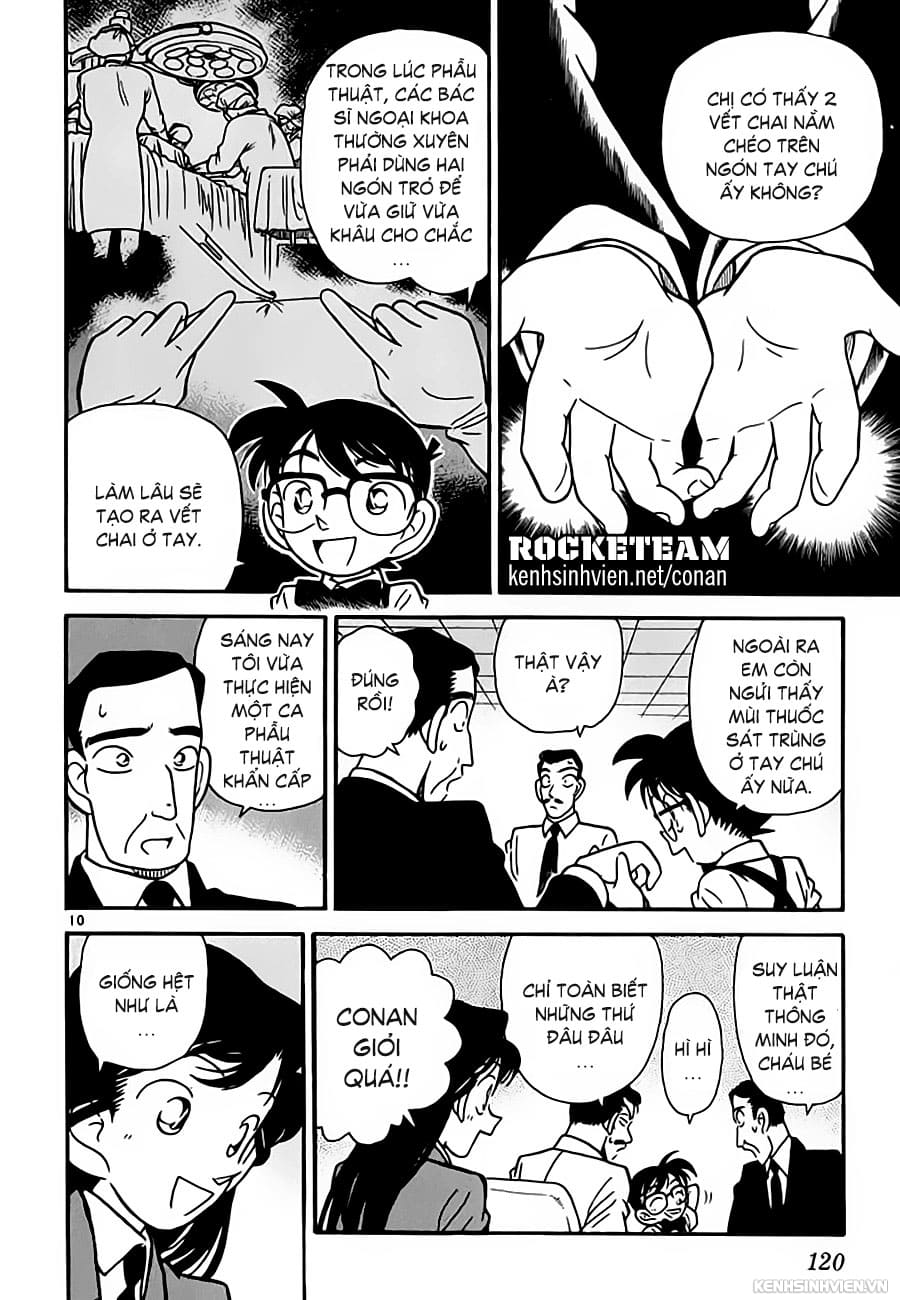 CHỊ CÓ THẤY 2
VẾT CHAI NẰM
CHÉO TRÊN
NGÓN TAY CHÚ
ẤY KHÔNG?
TRONG LÚC PHẪU
THUẬT, CÁC BÁC
SĨ NGOẠI KHOA
THƯỜNG XUYÊN
PHẢI DÙNG HAI
NGÓN TRỎ ĐỂ
VỪA GIỮ VỪA
KHÂU CHO CHẮC
...
LÀM LÂU SẼ
TẠO RA VẾT
CHAI Ở TAY.
ROCKETEAM
kenhsinhvien.net/conan
NGOÀI RA
EM CÒN
NGỬI THẤY
MÙI THUỐC
SÁT TRÙNG
Ở TAY CHÚ
ẤY NỮA.
THẬT VẬY
À?
ĐÚNG
RỒI!
SÁNG NAY
TÔI VỪA
THỰC HIỆN
MỘT CA
PHẪU
THUẬT
KHẨN CẤP
...
10
SUY LUẬN
THẬT
THÔNG
MINH ĐÓ,
CHÁU BÉ
HÌ HÌ
...
CHỈ TOÀN BIẾT
NHỮNG THỨ
ĐÂU ĐÂU
...
CONAN
GIỎI
QUÁ!!
GIỐNG HỆT
NHƯ LÀ
...
120
KENHSINHVIEN.VN